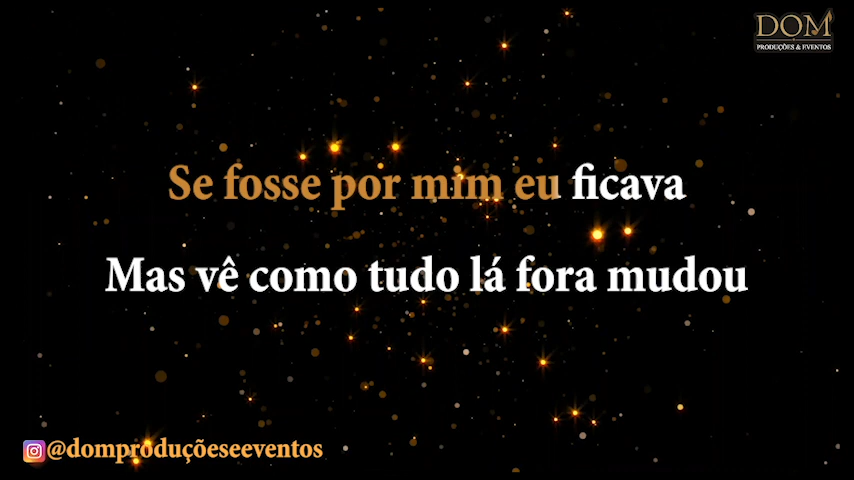 DOM
PRODUÇÕES & EVENTOS
Se fosse por mim eu ficava
Mas vê como tudo lá fora mudou
@domproduçõeseeventos